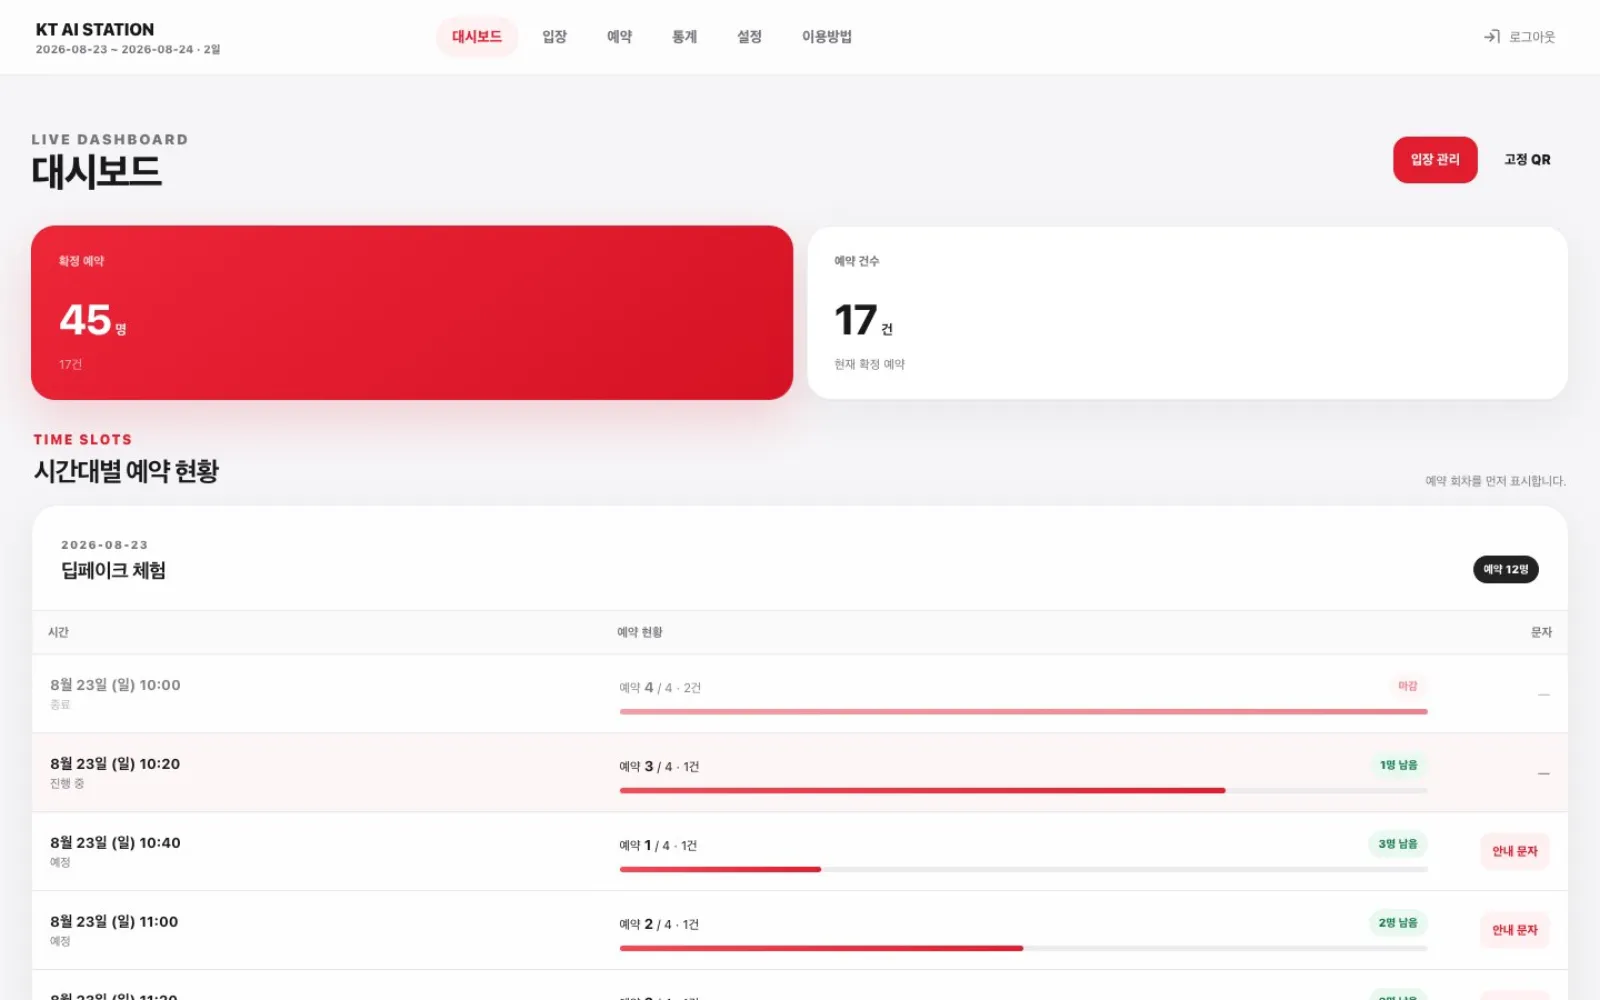 KT AI STATION
2026-08-23 ~ 2026-08-24 · 2일
대시보드
입장
예약
통계
설정
이용방법
로그아웃
LIVE DASHBOARD
대시보드
입장 관리
고정 QR
확정 예약
45 명
17건
예약 건수
17 건
현재 확정 예약
TIME SLOTS
시간대별 예약 현황
예약 회차를 먼저 표시합니다.
2026-08-23
딥페이크 체험
예약 12명
시간
예약 현황
문자
8월 23일 (일) 10:00
종료
예약 4 / 4 · 2건
마감
—
8월 23일 (일) 10:20
진행 중
예약 3 / 4 · 1건
1명 남음
—
8월 23일 (일) 10:40
예정
예약 1 / 4 · 1건
3명 남음
안내 문자
8월 23일 (일) 11:00
예정
예약 2 / 4 · 1건
2명 남음
안내 문자
8월 23일 (일) 11:20